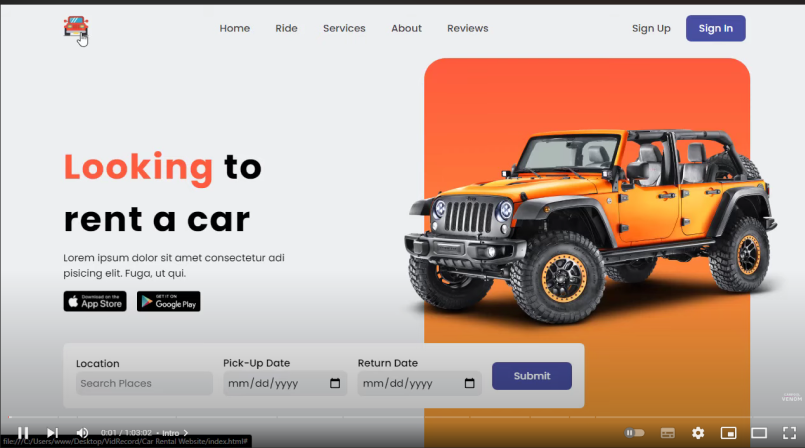 Home Ride Services About Reviews Sign Up Sign In
Looking to
rent a car
Lorem ipsum dolor sit amet consectetur adi
pisicing elit. Fuga, ut qui.
Download on the
App Store
GET IT ON
Google Play
Location Pick-Up Date Return Date
Search Places mm/dd/yyyy mm/dd/yyyy Submit
VENOM
0:01 / 1:03:02 • Intro >
file:///C:/Users/www/Desktop/VidRecord/Car Rental Website/index.html#